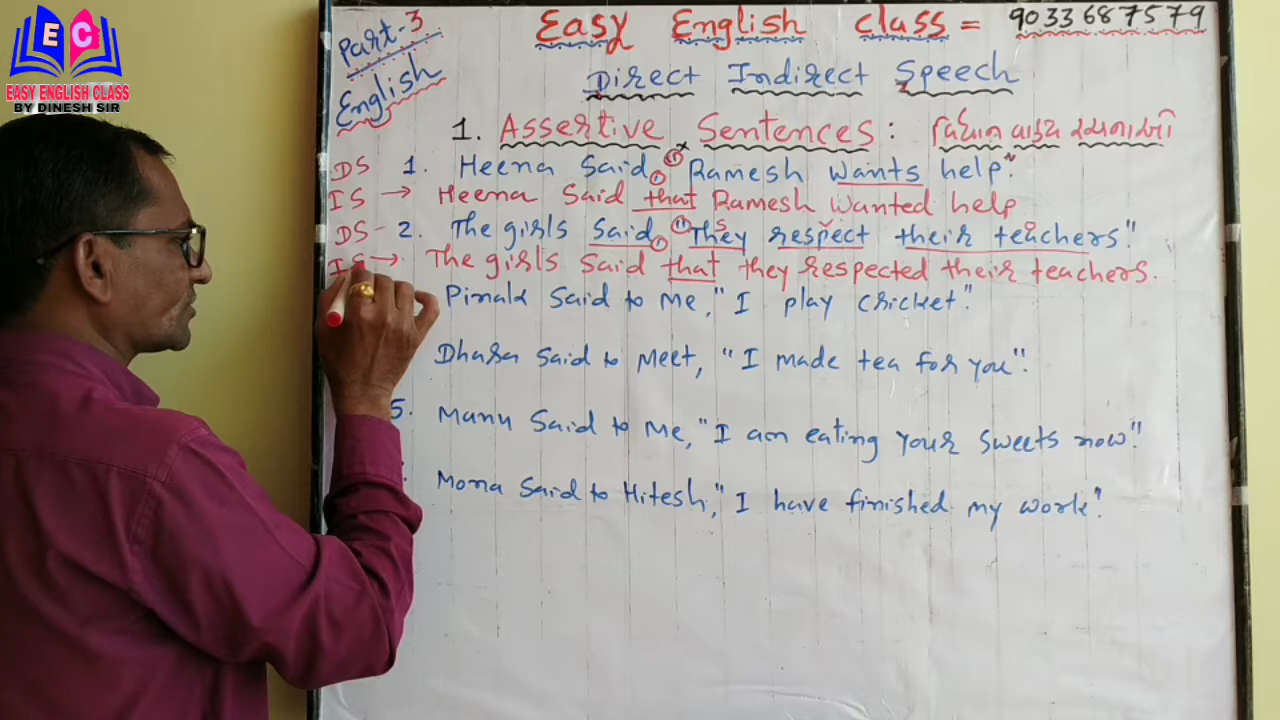 EC
EASY ENGLISH CLASS
BY DINESH SIR
Part-3
English
Easy English Class = 9033687579
Direct Indirect Speech
1. Assertive Sentences: વિધાન વાક્ય રચનાઓ
DS 1. Heena Said, "Ramesh wants help."
IS → Heena Said that Ramesh wanted help
DS - 2. The girls Said, "They respect their teachers"
IS → The girls Said that they respected their teachers.
Said to Me, "I play cricket".
Said to Meet, "I made tea for you".
5. Manu Said to Me, "I am eating your sweets now."
Mona Said to Hitesh, "I have finished my work."